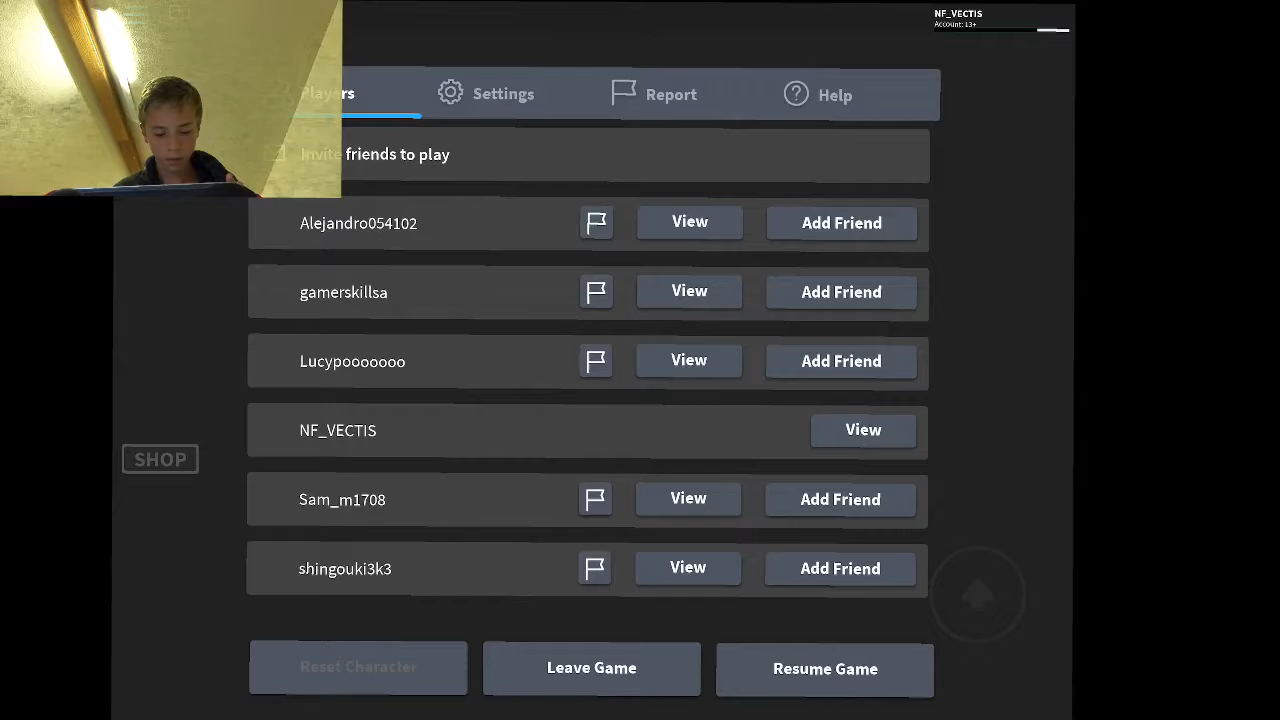 NF_VECTIS
Account: 13+
Players
Settings
Report
Help
Invite friends to play
Alejandro054102
View
Add Friend
gamerskillsa
View
Add Friend
Lucypooooooo
View
Add Friend
NF_VECTIS
View
SHOP
Sam_m1708
View
Add Friend
shingouki3k3
View
Add Friend
Reset Character
Leave Game
Resume Game